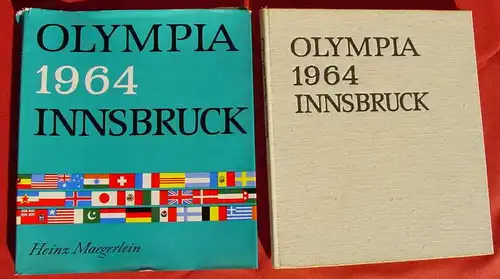 OLYMPIA
1964
INNSBRUCK
Heinz Maegerlein
OLYMPIA
1964
INNSBRUCK